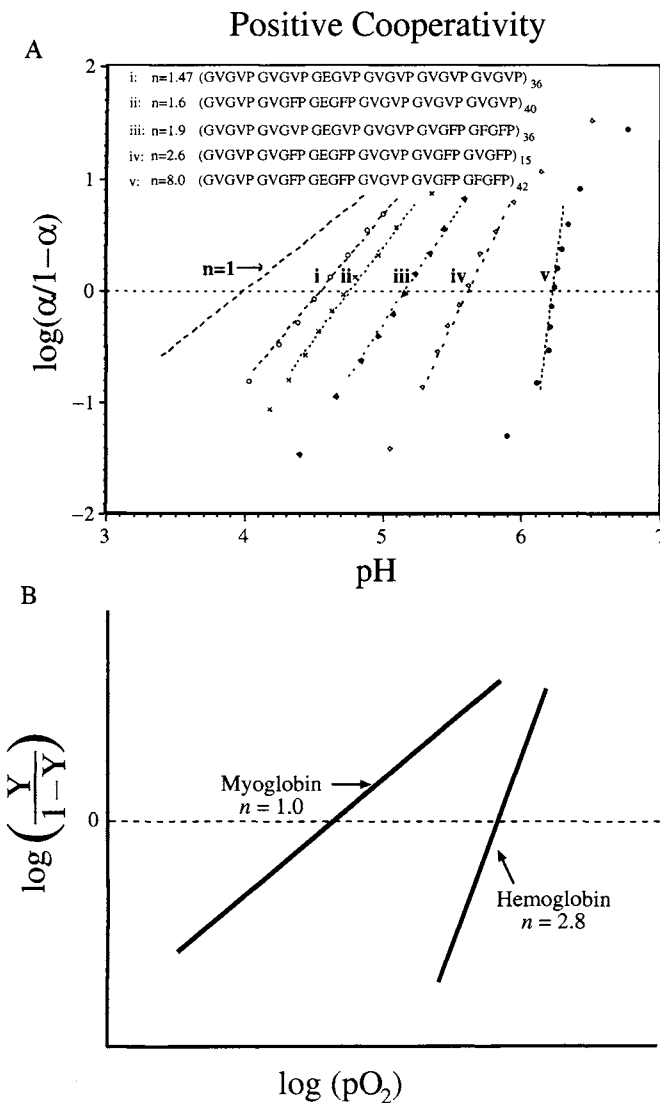 Positive Cooperativity
A
i: n=1.47 (GVGVP GVGVP GEGVP GVGVP GVGVP GVGVP)36
ii: n=1.6 (GVGVP GVGFP GEGFP GVGVP GVGVP GVGVP)40
iii: n=1.9 (GVGVP GVGVP GEGVP GVGVP GVGFP GFGFP)36
iv: n=2.6 (GVGVP GVGFP GEGFP GVGVP GVGFP GVGFP)15
v: n=8.0 (GVGVP GVGFP GEGFP GVGVP GVGFP GFGFP)42
2
1
0
−1
−2
log(α/1−α)
n=1
i
ii
iii
iv
v
3 4 5 6 7
pH
B
log (Y/1−Y)
0
Myoglobin
n = 1.0
Hemoglobin
n = 2.8
log (pO2)